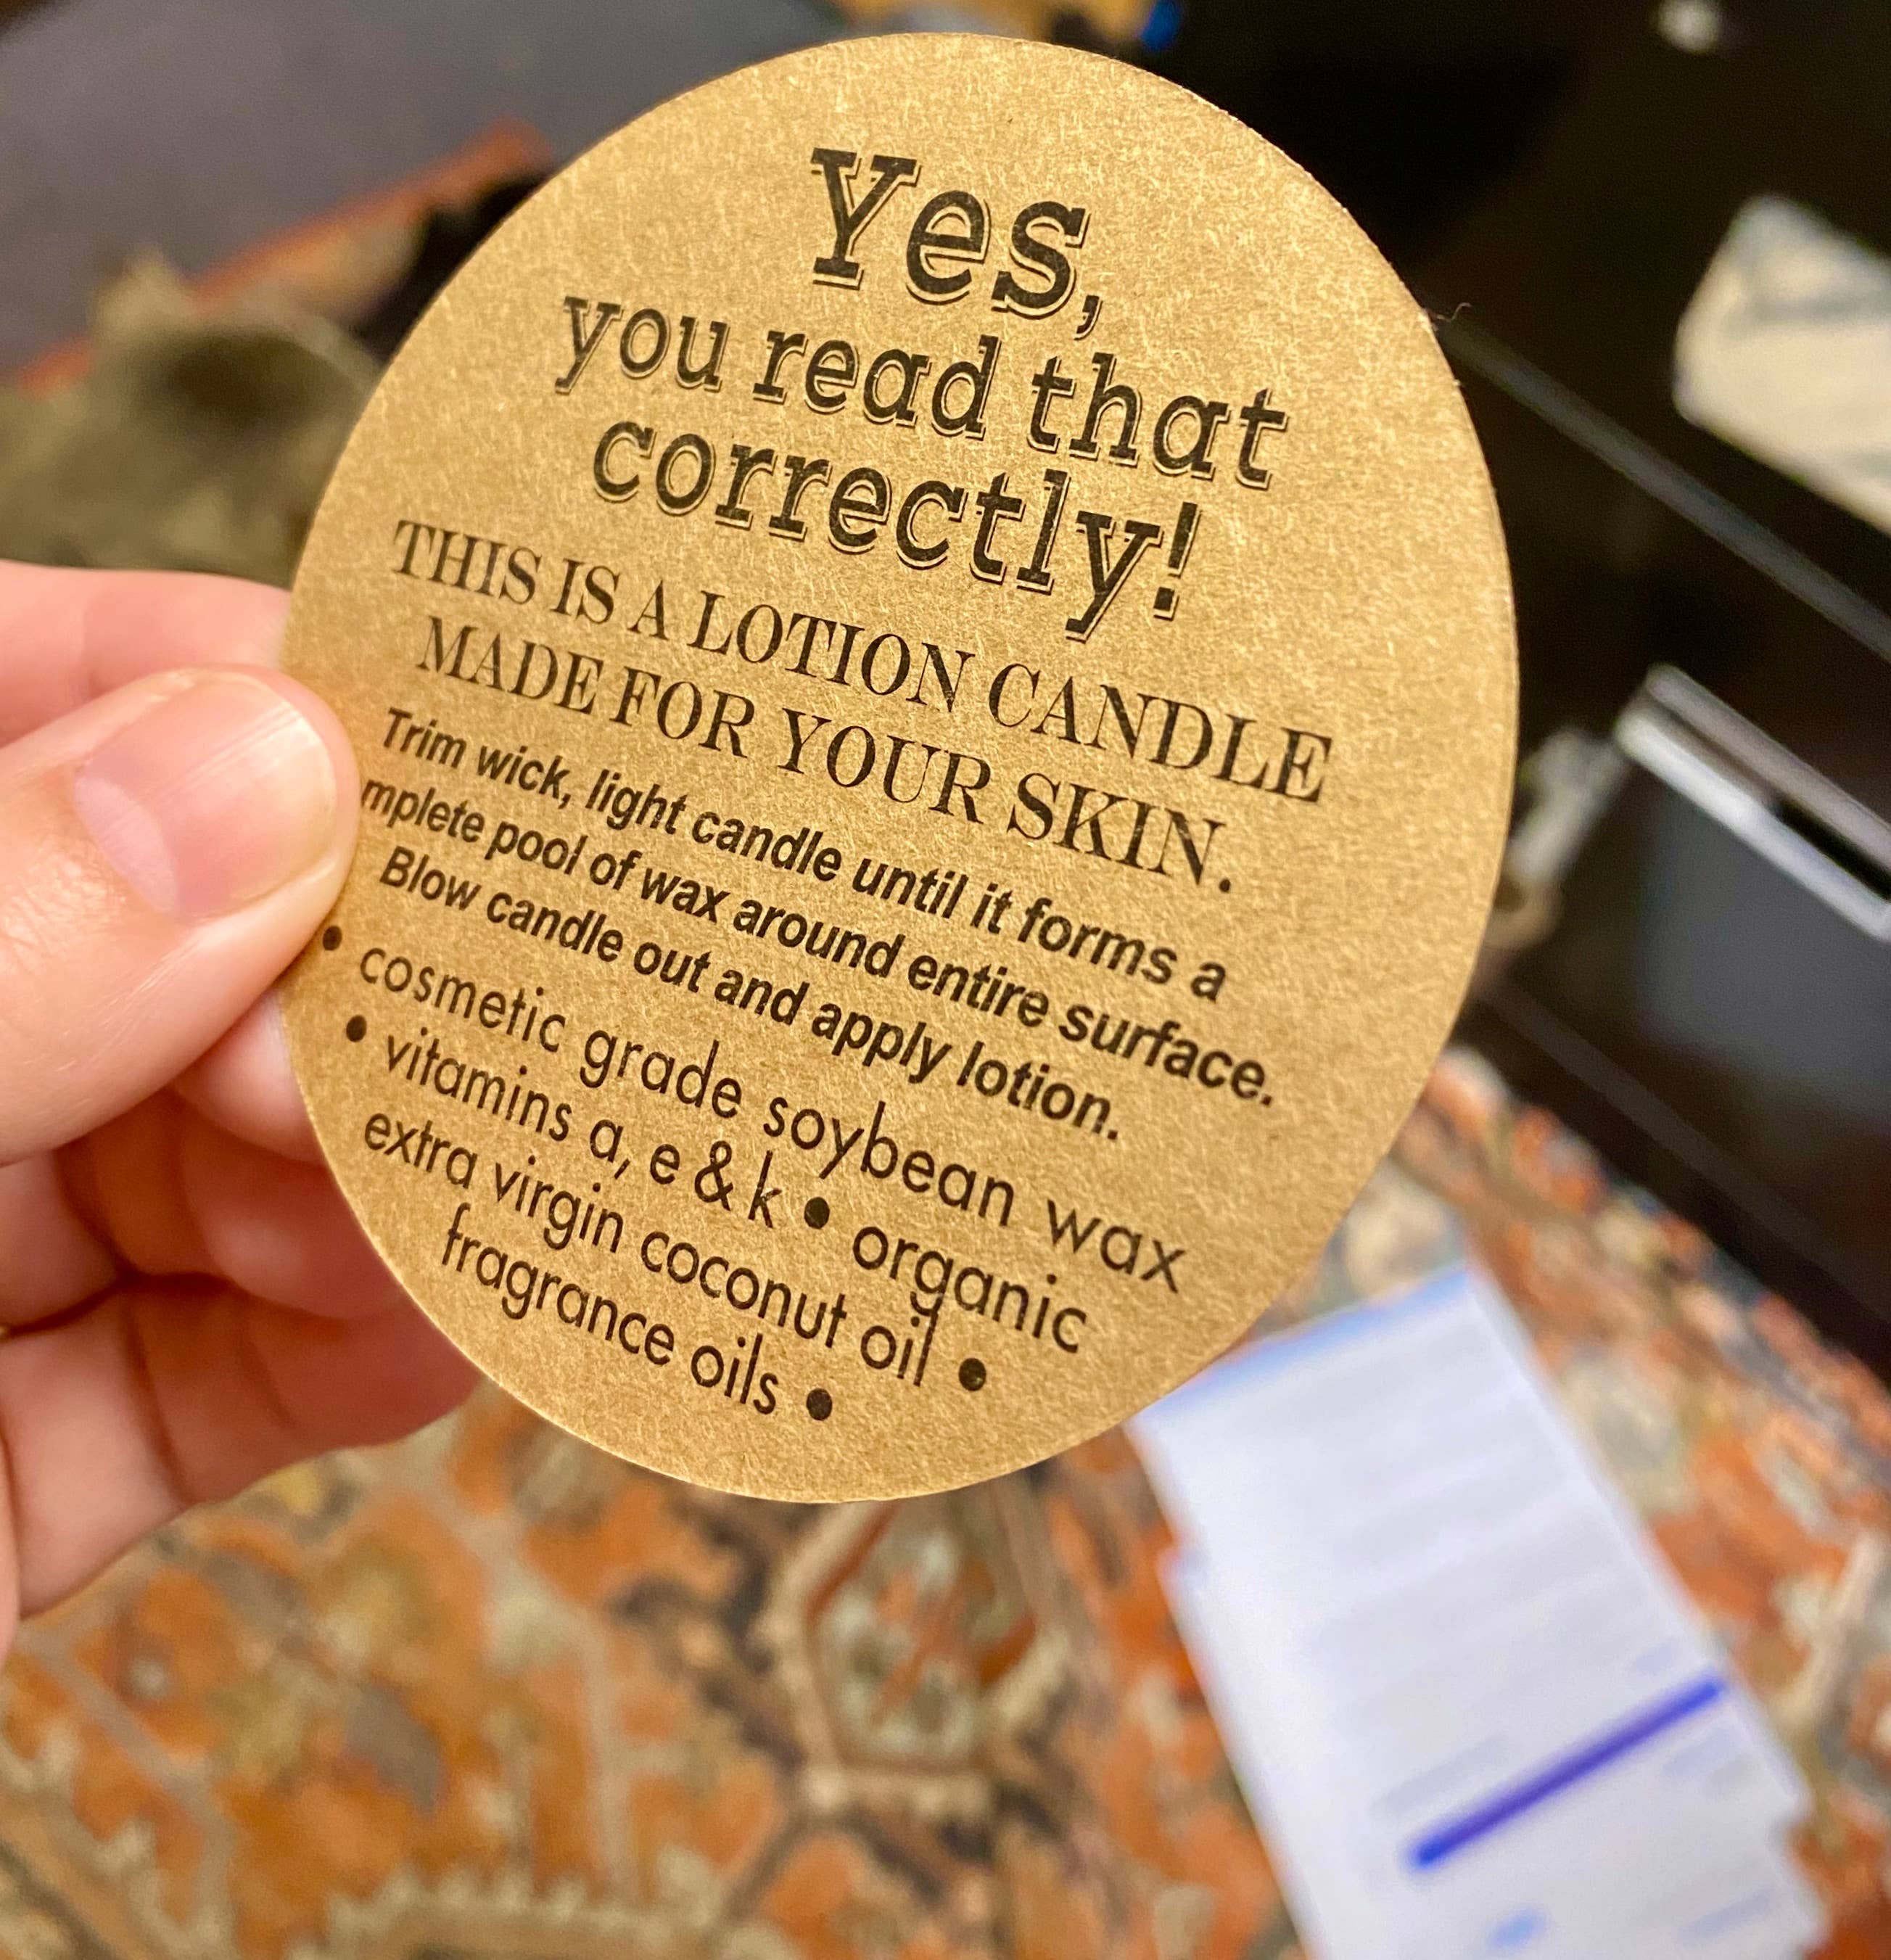 Yes,
you read that
correctly!
THIS IS A LOTION CANDLE
MADE FOR YOUR SKIN.
Trim wick, light candle until it forms a
mplete pool of wax around entire surface.
Blow candle out and apply lotion.
• cosmetic grade soybean wax
• vitamins a, e & k • organic
extra virgin coconut oil •
fragrance oils •